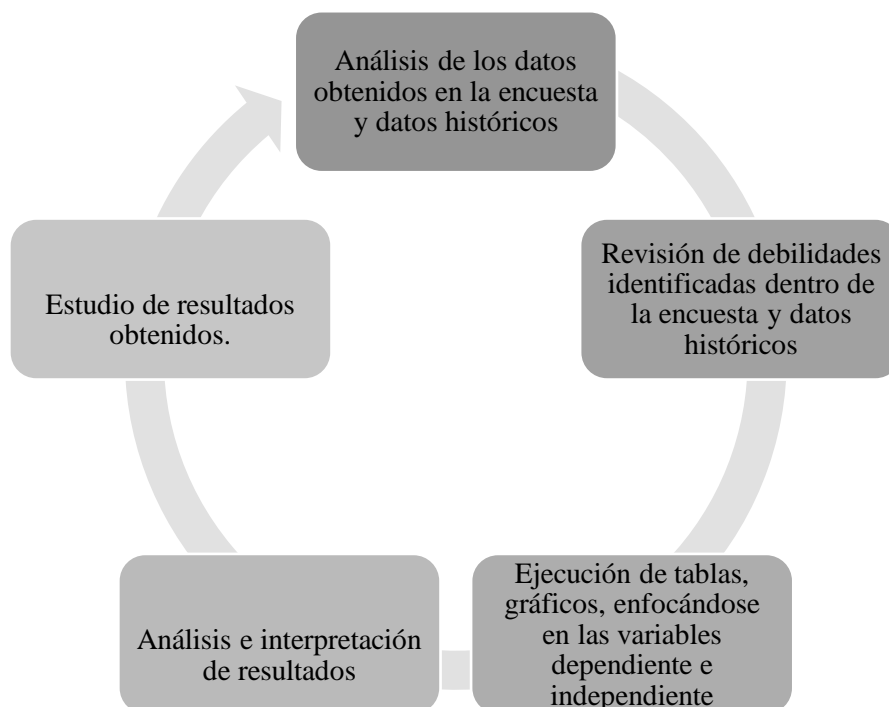 Análisis de los datos
obtenidos en la encuesta
y datos históricos
Revisión de debilidades
identificadas dentro de
la encuesta y datos
históricos
Ejecución de tablas,
gráficos, enfocándose
en las variables
dependiente e
independiente
Análisis e interpretación
de resultados
Estudio de resultados
obtenidos.